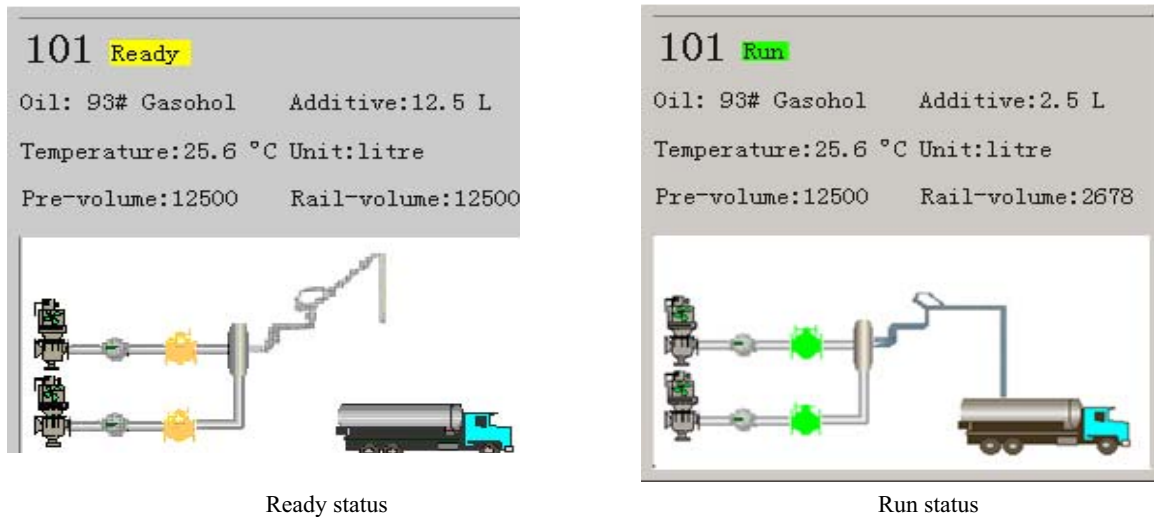 101 Ready
Oil: 93# Gasohol Additive:12.5 L
Temperature:25.6 °C Unit:litre
Pre-volume:12500 Rail-volume:12500
Ready status
101 Run
Oil: 93# Gasohol Additive:2.5 L
Temperature:25.6 °C Unit:litre
Pre-volume:12500 Rail-volume:2678
Run status